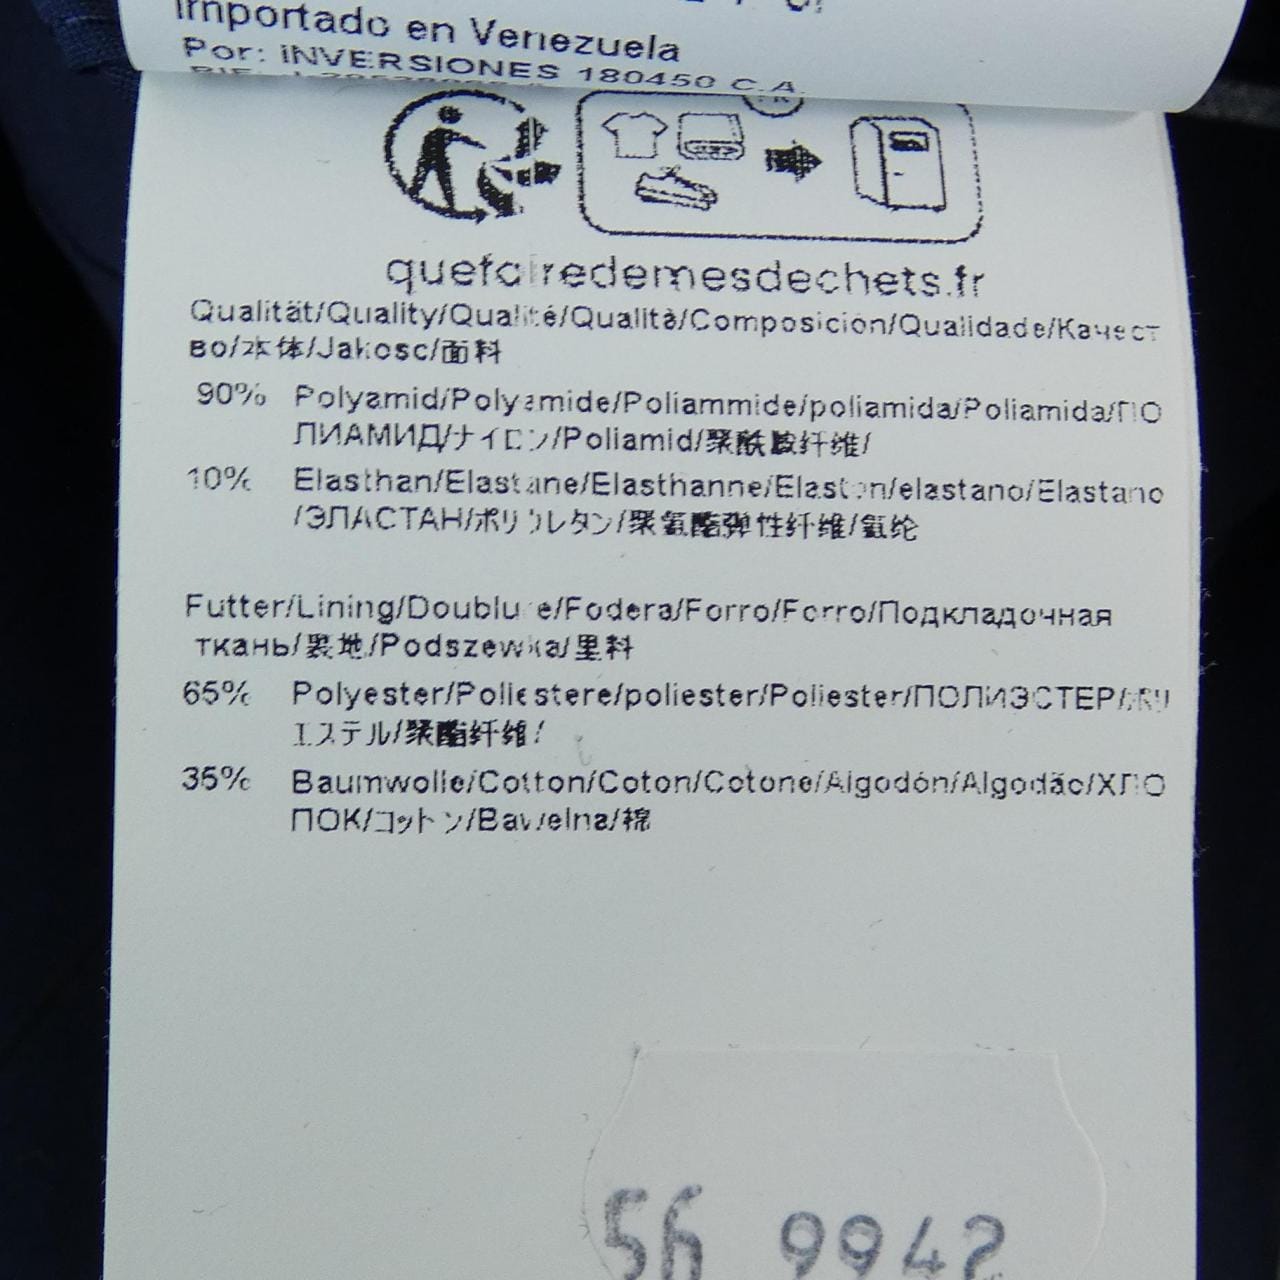 Importado en Venezuela
Por: INVERSIONES 180450 C.A.
quefairedemesdechets.fr
Qualität/Quality/Qualité/Qualità/Composición/Qualidade/Качест
во/本体/Jakosc/面料
90% Polyamid/Polyamide/Poliammide/poliamida/Poliamida/ПО
ЛИАМИД/ナイロン/Poliamid/聚酰胺纤维/
10% Elasthan/Elastane/Elasthanne/Elastan/elastano/Elastano
/ЭЛАСТАН/ポリウレタン/聚氨酯弹性纤维/氨纶
Futter/Lining/Doublure/Fodera/Forro/Forro/Подкладочная
ткань/裏地/Podszewka/里料
65% Polyester/Poliestere/poliester/Poliester/ПОЛИЭСТЕР/ポリ
エステル/聚酯纤维/
35% Baumwolle/Cotton/Coton/Cotone/Algodón/Algodão/ХЛО
ПОК/コットン/Bawelna/棉
56 9942